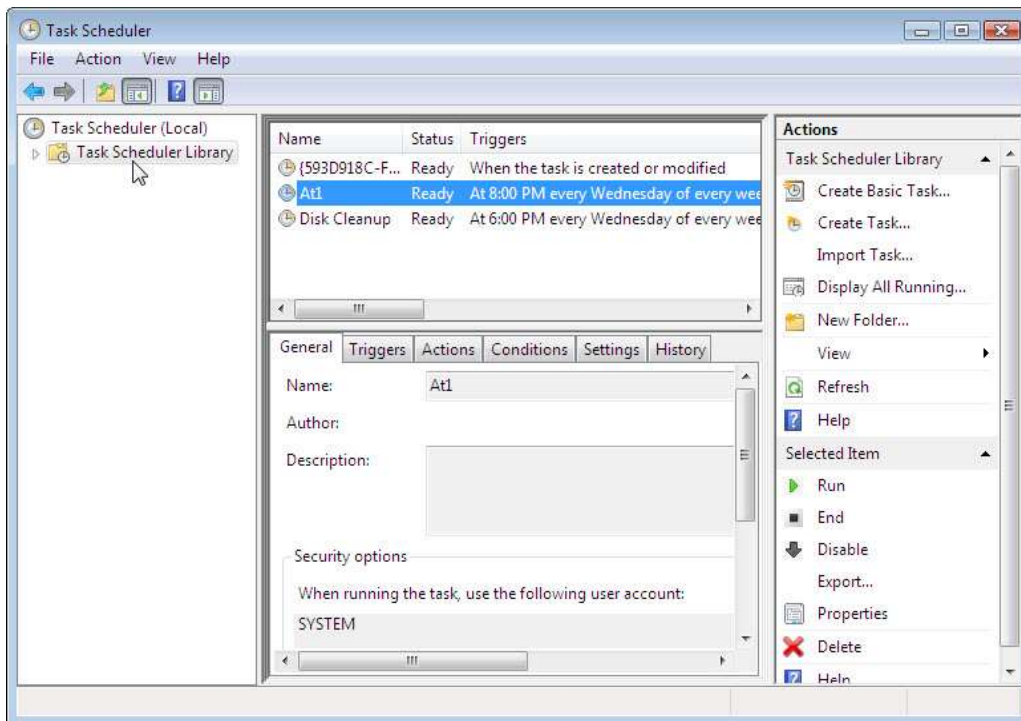 Task Scheduler
File Action View Help
Task Scheduler (Local)
Task Scheduler Library
Name Status Triggers
{593D918C-F... Ready When the task is created or modified
At1 Ready At 8:00 PM every Wednesday of every wee
Disk Cleanup Ready At 6:00 PM every Wednesday of every wee
General Triggers Actions Conditions Settings History
Name: At1
Author:
Description:
Security options
When running the task, use the following user account:
SYSTEM
Actions
Task Scheduler Library
Create Basic Task...
Create Task...
Import Task...
Display All Running...
New Folder...
View
Refresh
Help
Selected Item
Run
End
Disable
Export...
Properties
Delete
Help